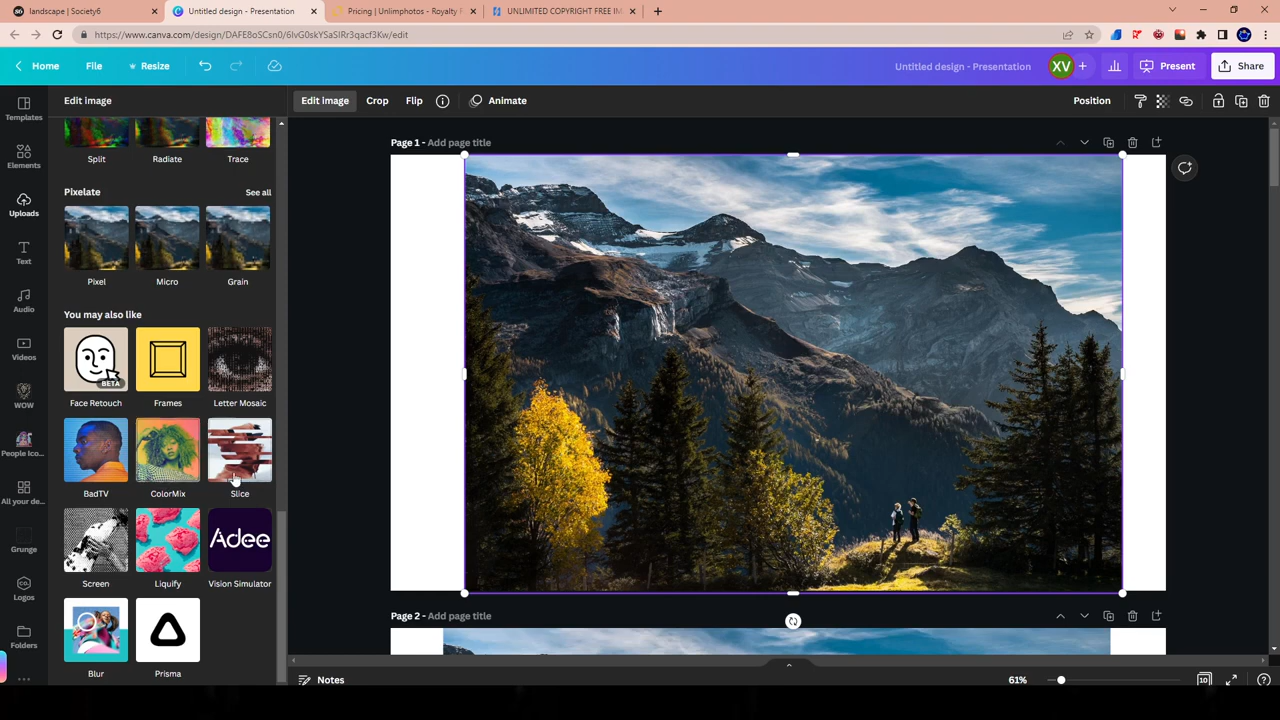 landscape | Society6
Untitled design - Presentation
Pricing | Unlimphotos - Royalty F
UNLIMITED COPYRIGHT FREE IM
https://www.canva.com/design/DAFE8oSCsn0/6IvG0skYSaSIRr3qacf3Kw/edit
Home
File
Resize
Untitled design - Presentation
XV
Present
Share
Templates
Elements
Uploads
Text
Audio
Videos
WOW
People Ico...
All your de...
Grunge
Logos
Folders
Edit image
Split
Radiate
Trace
Pixelate
See all
Pixel
Micro
Grain
You may also like
BETA
Face Retouch
Frames
Letter Mosaic
BadTV
ColorMix
Slice
Screen
Liquify
Adee
Vision Simulator
Blur
Prisma
Edit image
Crop
Flip
Animate
Position
Page 1 - Add page title
Page 2 - Add page title
Notes
61%
10